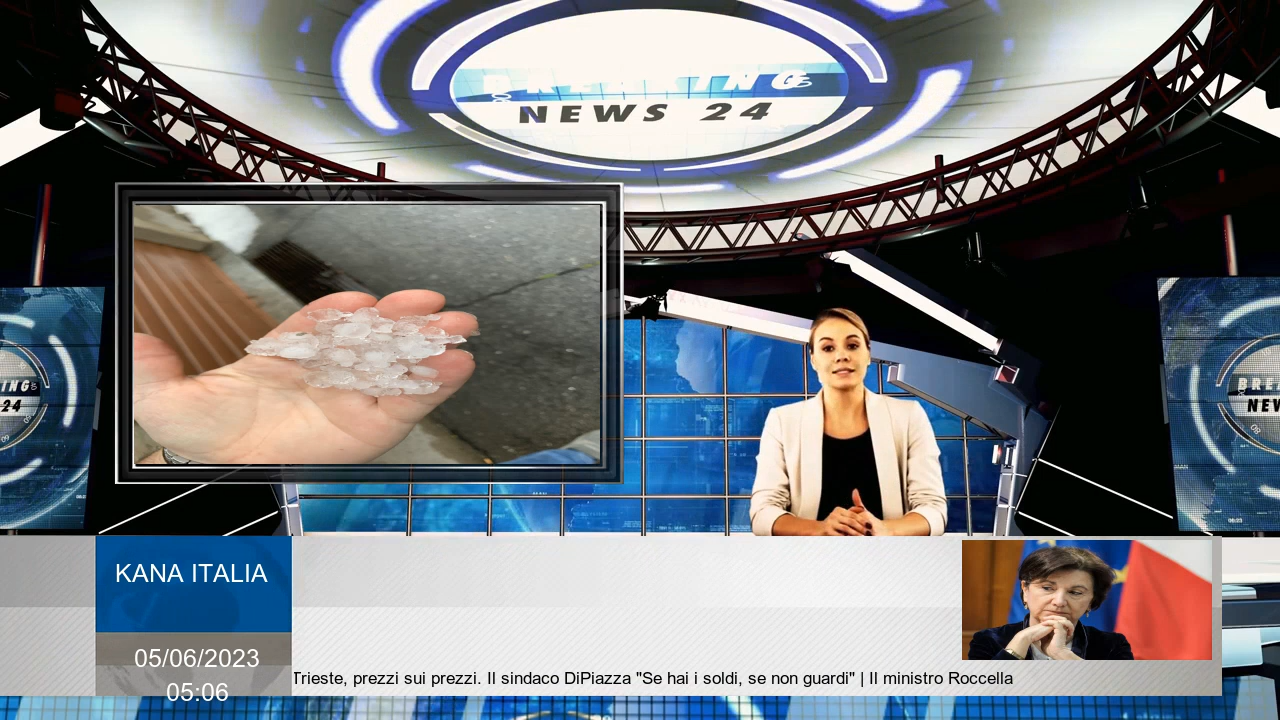 BREAKING
NEWS 24
KANA ITALIA
05/06/2023
05:06
Trieste, prezzi sui prezzi. Il sindaco DiPiazza "Se hai i soldi, se non guardi" | Il ministro Roccella